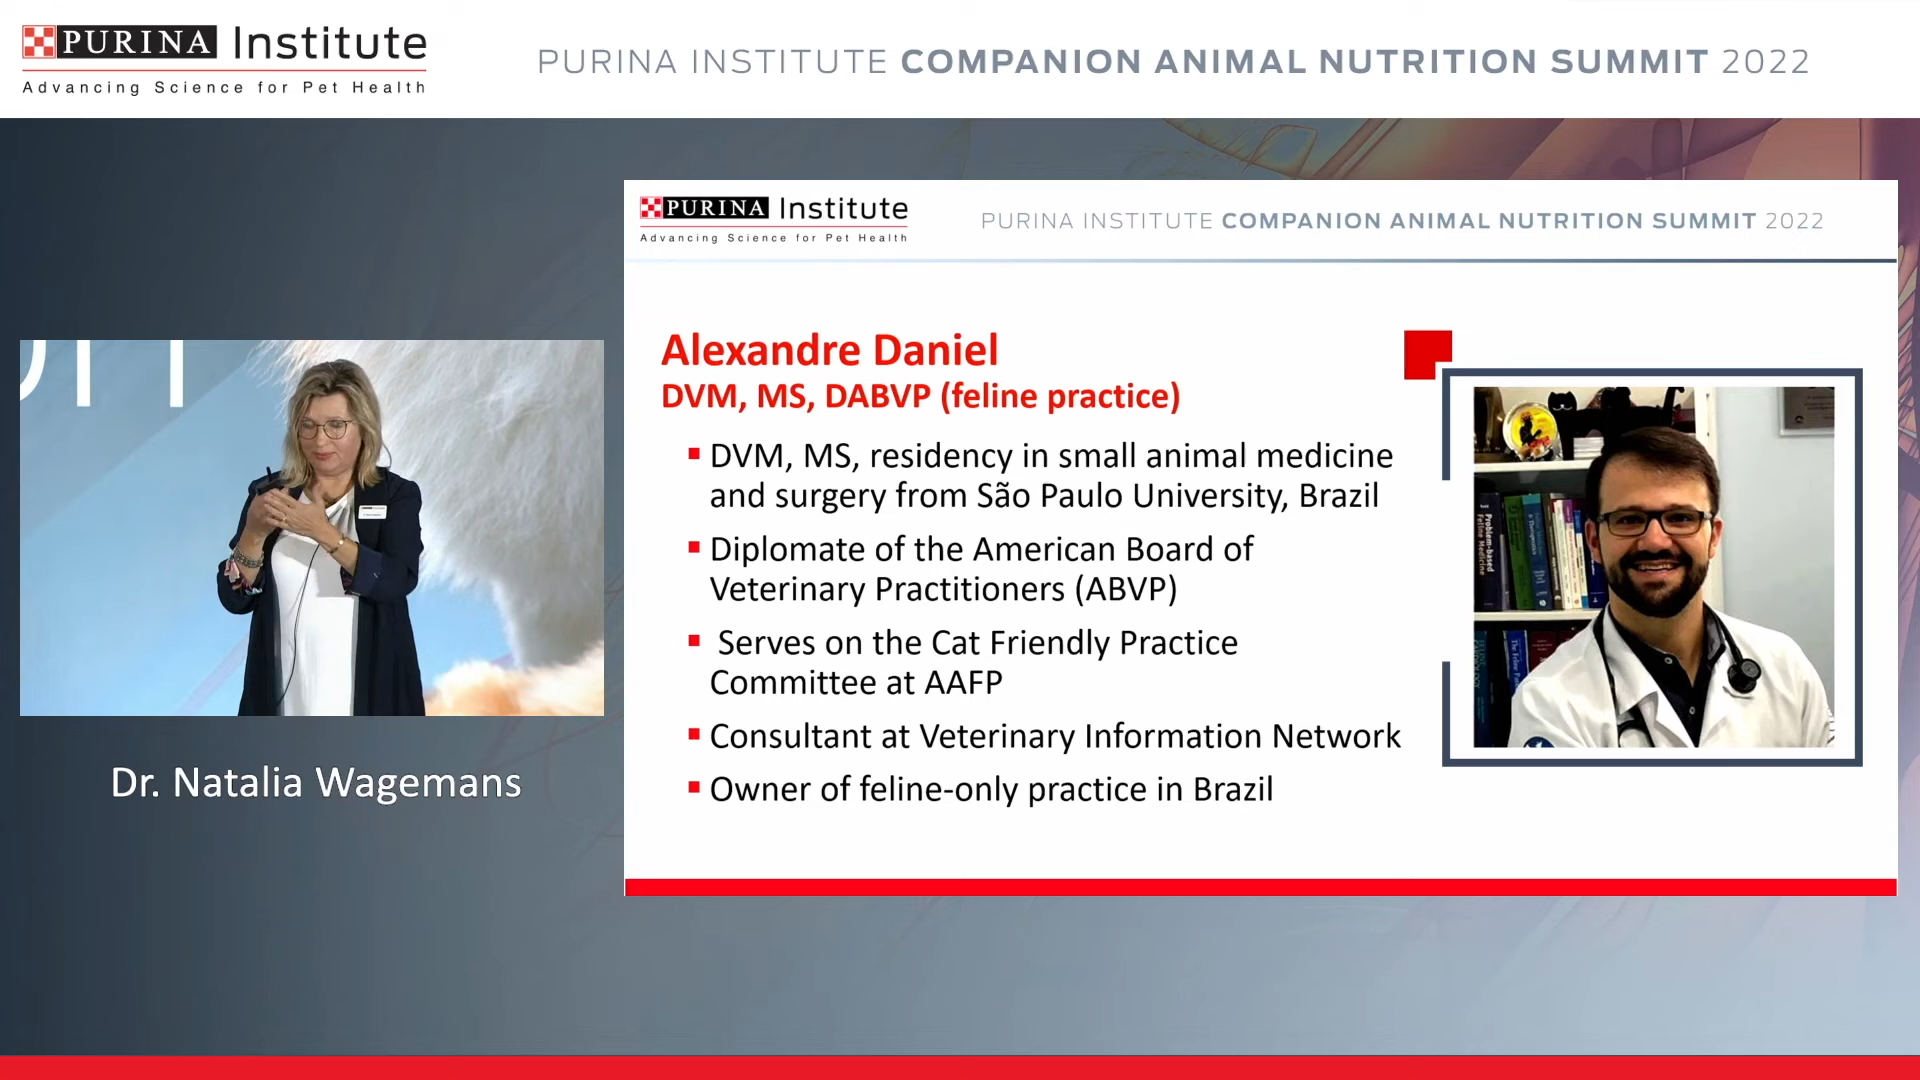 PURINA Institute
Advancing Science for Pet Health
PURINA INSTITUTE COMPANION ANIMAL NUTRITION SUMMIT 2022
PURINA Institute
Advancing Science for Pet Health
PURINA INSTITUTE COMPANION ANIMAL NUTRITION SUMMIT 2022
Alexandre Daniel
DVM, MS, DABVP (feline practice)
DVM, MS, residency in small animal medicine
and surgery from São Paulo University, Brazil
Diplomate of the American Board of
Veterinary Practitioners (ABVP)
Serves on the Cat Friendly Practice
Committee at AAFP
Consultant at Veterinary Information Network
Owner of feline-only practice in Brazil
Problem-based
Feline Medicine
Dr. Natalia Wagemans